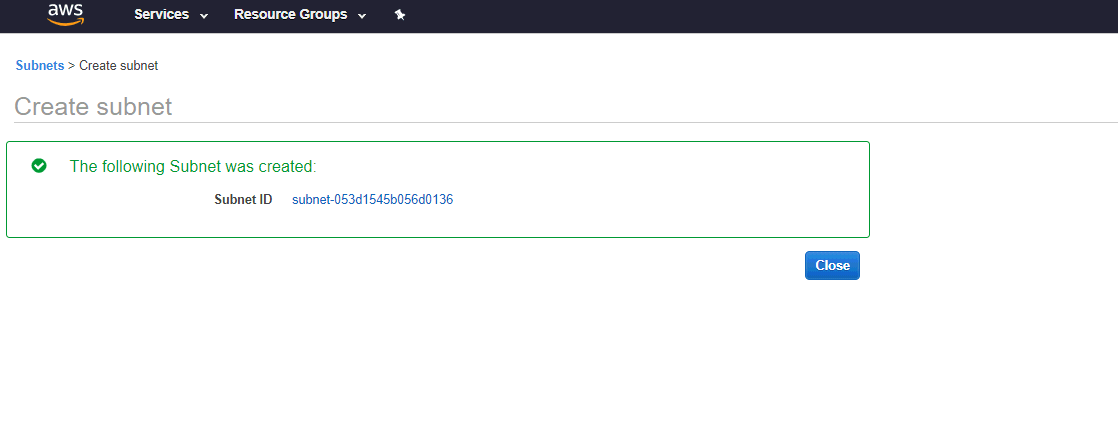 aws Services Resource Groups
Subnets > Create subnet
Create subnet
The following Subnet was created:
Subnet ID subnet-053d1545b056d0136
Close